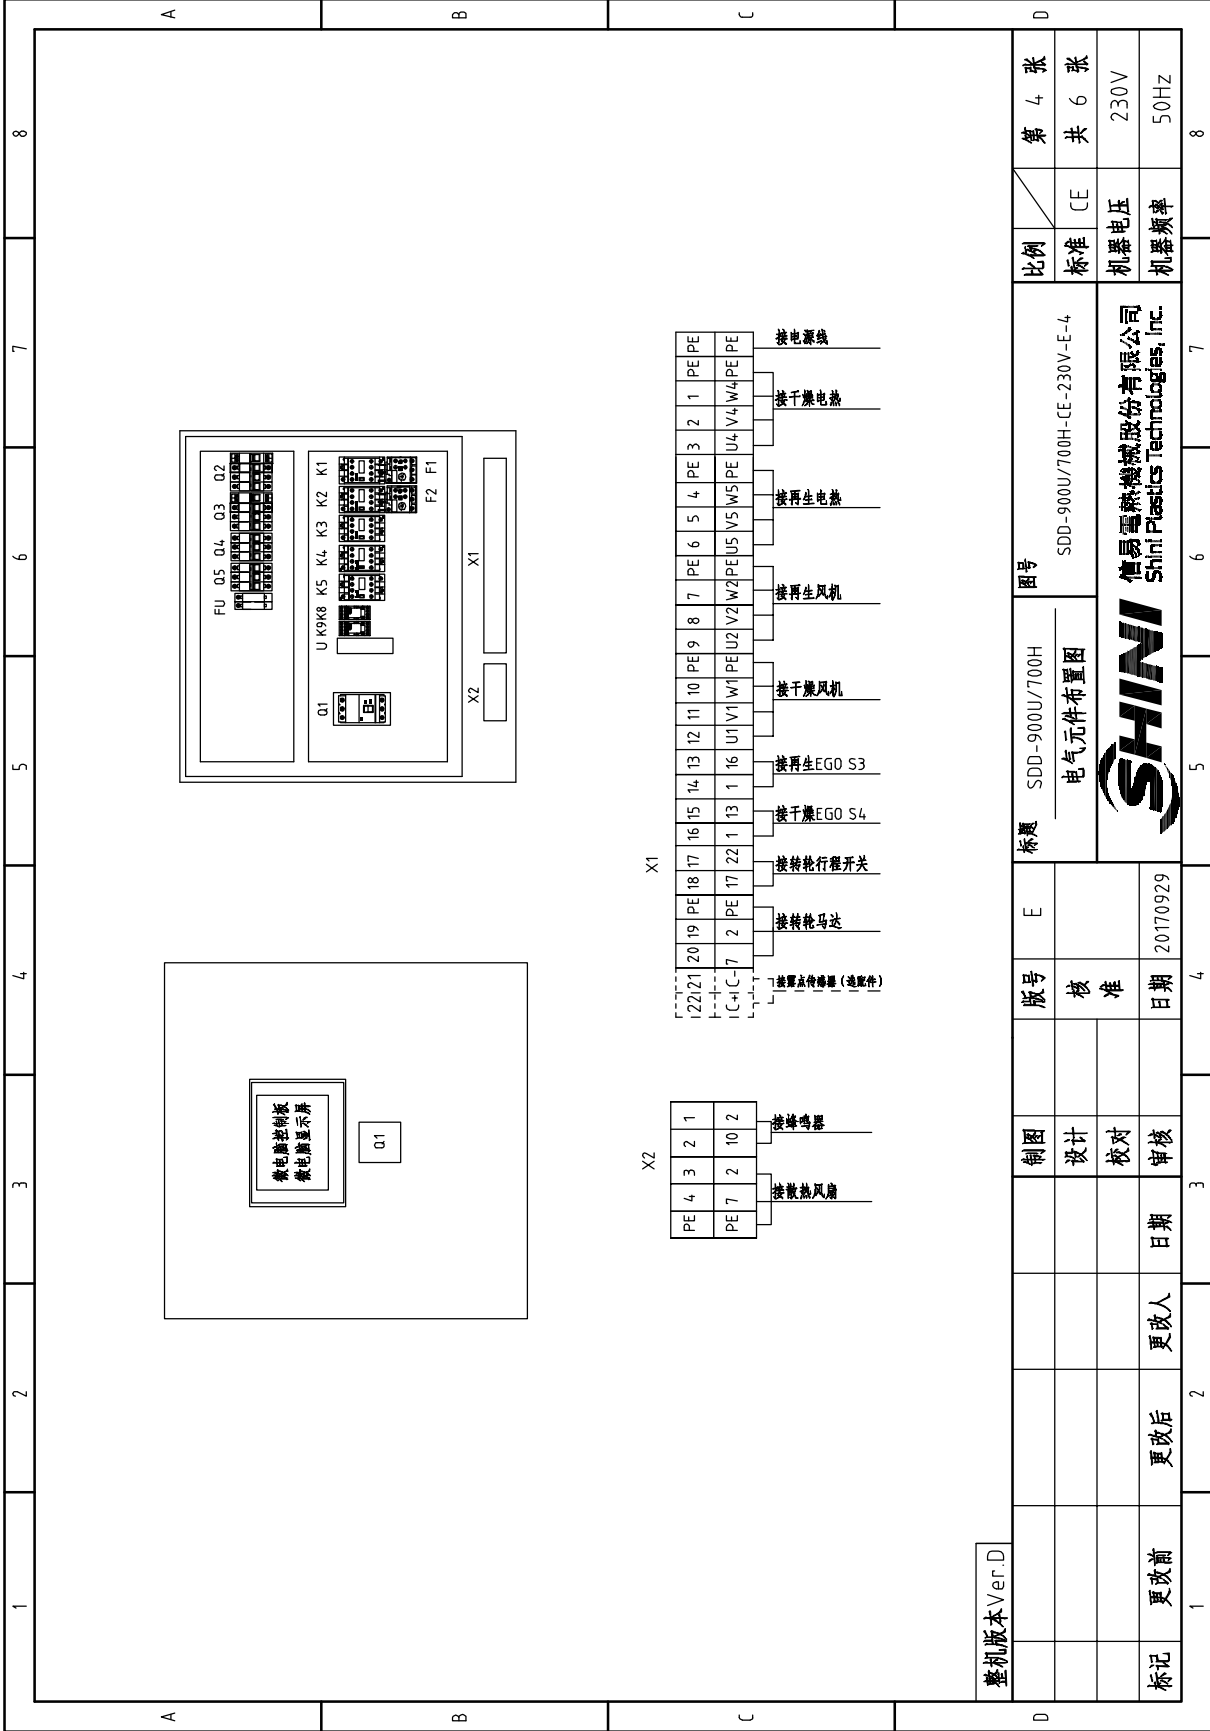 1 2 3 4 5 6 7 8
A
B
C
D
A
B
C
D
微电脑控制板
微电脑显示屏
Q1
FU Q5 Q4 Q3 Q2
U K9K8 K5 K4 K3 K2 K1
Q1
F2 F1
X2 X1
X2
PE 4 3 2 1
PE 7 2 10 2
接散热风扇
接蜂鸣器
X1
22 21 20 19 PE 18 17 16 15 14 13 12 11 10 PE 9 8 7 PE 6 5 4 PE 3 2 1 PE PE
C+ C- 7 2 PE 17 22 1 13 1 16 U1 V1 W1 PE U2 V2 W2 PE U5 V5 W5 PE U4 V4 W4 PE PE
接露点传感器(选配件)
接转轮马达
接转轮行程开关
接干燥EGO S4
接再生EGO S3
接干燥风机
接再生风机
接再生电热
接干燥电热
接电源线
整机版本Ver.D
标记 更改前 更改后 更改人 日期
制图
设计
校对
审核
版号 E
核准
日期 20170929
标题
SDD-900U/700H
电气元件布置图
图号
SDD-900U/700H-CE-230V-E-4
SHINI
信易電熱機械股份有限公司
Shini Plastics Technologies, Inc.
比例 第 4 张
标准 CE 共 6 张
机器电压 230V
机器频率 50Hz
1 2 3 4 5 6 7 8